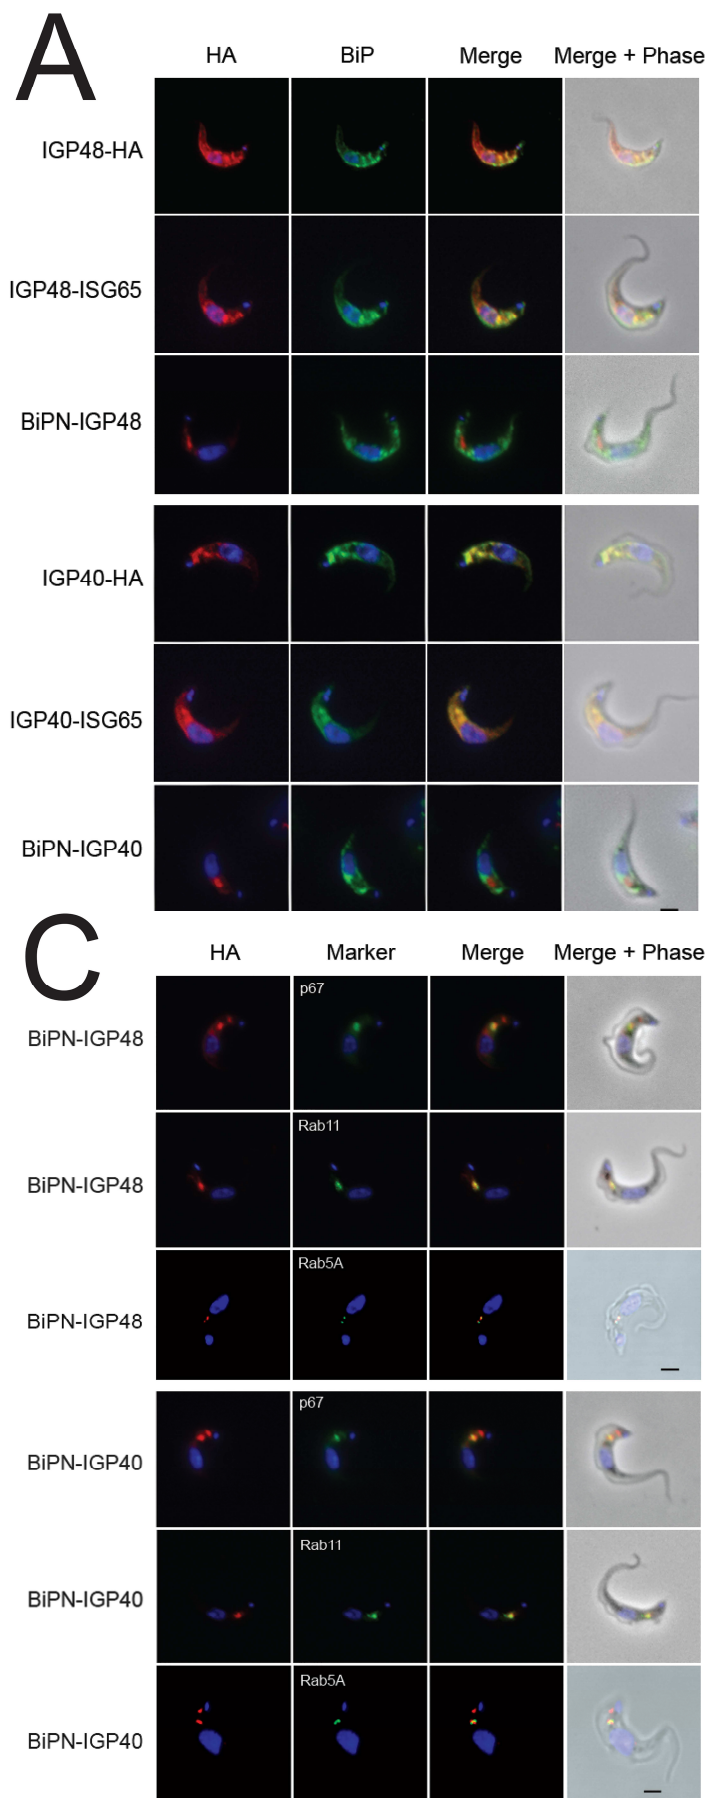 A
HA BiP Merge Merge + Phase
IGP48-HA
IGP48-ISG65
BiPN-IGP48
IGP40-HA
IGP40-ISG65
BiPN-IGP40
C
HA Marker Merge Merge + Phase
p67
BiPN-IGP48
Rab11
BiPN-IGP48
Rab5A
BiPN-IGP48
p67
BiPN-IGP40
Rab11
BiPN-IGP40
Rab5A
BiPN-IGP40